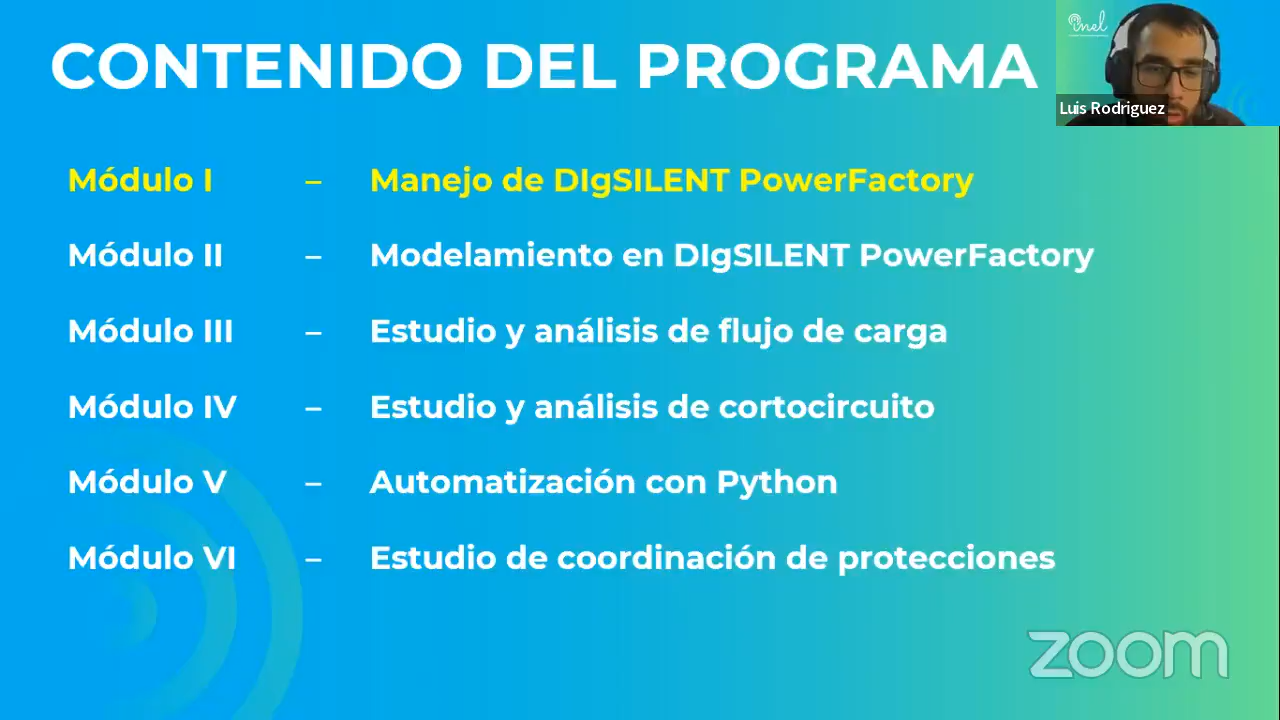 CONTENIDO DEL PROGRAMA
inel
Luis Rodriguez
Módulo I – Manejo de DIgSILENT PowerFactory
Módulo II – Modelamiento en DIgSILENT PowerFactory
Módulo III – Estudio y análisis de flujo de carga
Módulo IV – Estudio y análisis de cortocircuito
Módulo V – Automatización con Python
Módulo VI – Estudio de coordinación de protecciones
zoom